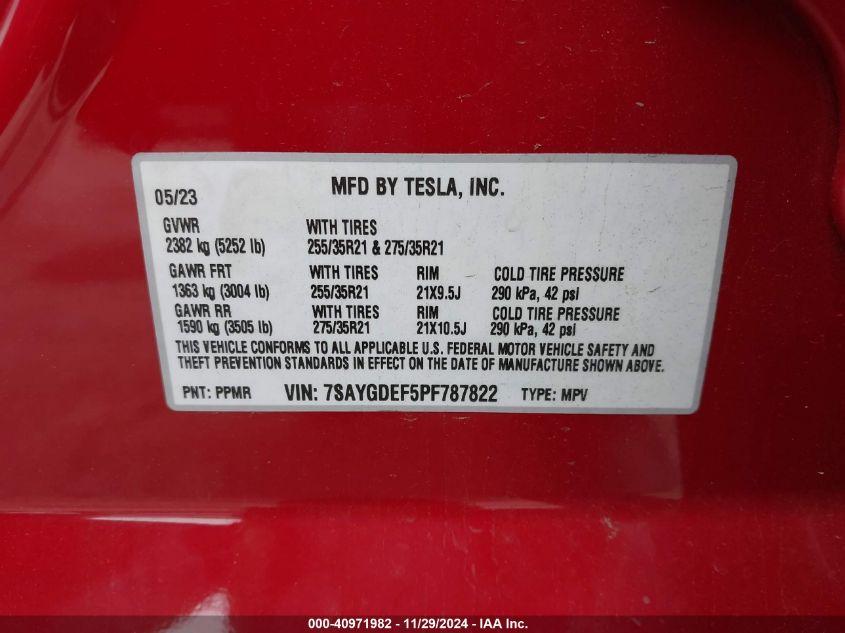 05/23 MFD BY TESLA, INC.
GVWR WITH TIRES
2382 kg (5252 lb) 255/35R21 & 275/35R21
GAWR FRT WITH TIRES RIM COLD TIRE PRESSURE
1363 kg (3004 lb) 255/35R21 21X9.5J 290 kPa, 42 psi
GAWR RR WITH TIRES RIM COLD TIRE PRESSURE
1590 kg (3505 lb) 275/35R21 21X10.5J 290 kPa, 42 psi
THIS VEHICLE CONFORMS TO ALL APPLICABLE U.S. FEDERAL MOTOR VEHICLE SAFETY AND
THEFT PREVENTION STANDARDS IN EFFECT ON THE DATE OF MANUFACTURE SHOWN ABOVE.
PNT: PPMR VIN: 7SAYGDEF5PF787822 TYPE: MPV
000-40971982 - 11/29/2024 - IAA Inc.